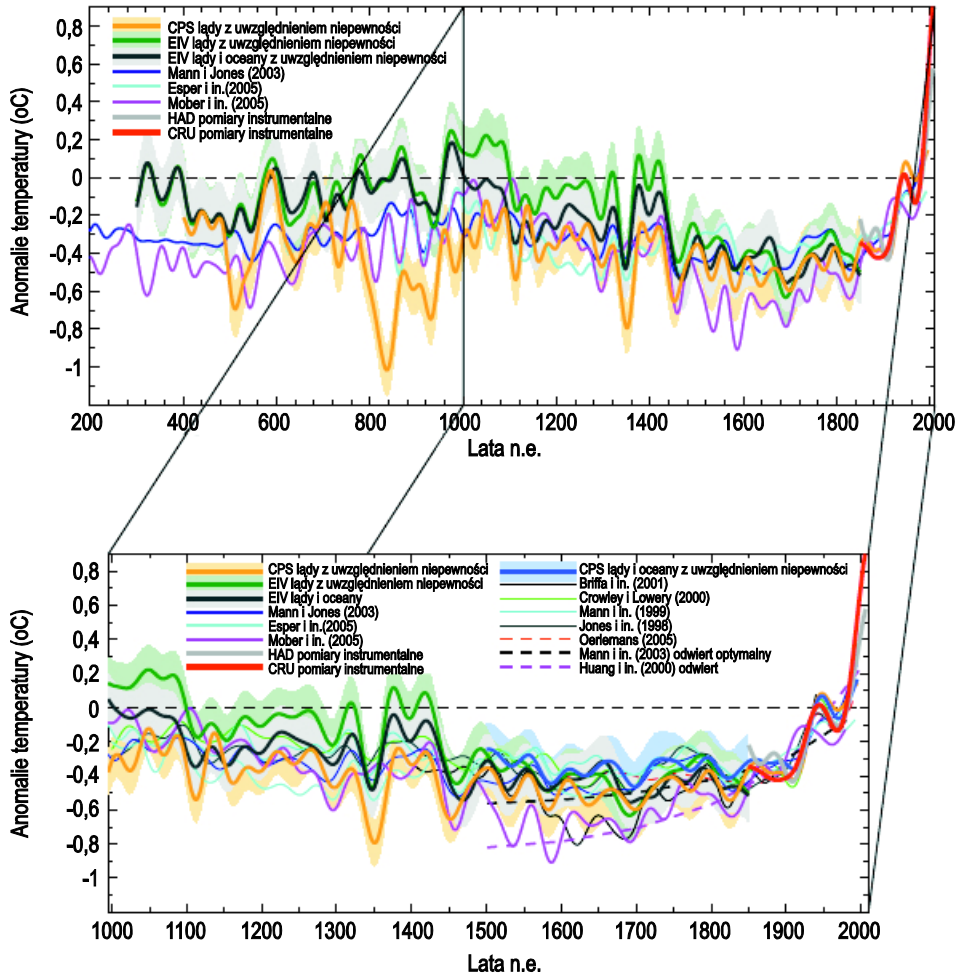 0,8
0,6
0,4
0,2
0
-0,2
-0,4
-0,6
-0,8
-1
Anomalie temperatury (oC)
CPS lądy z uwzględnieniem niepewności
EIV lądy z uwzględnieniem niepewności
EIV lądy i oceany z uwzględnieniem niepewności
Mann i Jones (2003)
Esper i in.(2005)
Mober i in. (2005)
HAD pomiary instrumentalne
CRU pomiary instrumentalne
200 400 600 800 1000 1200 1400 1600 1800 2000
Lata n.e.
0,8
0,6
0,4
0,2
0
-0,2
-0,4
-0,6
-0,8
-1
Anomalie temperatury (oC)
CPS lądy z uwzględnieniem niepewności
EIV lądy z uwzględnieniem niepewności
EIV lądy i oceany
Mann i Jones (2003)
Esper i in.(2005)
Mober i in. (2005)
HAD pomiary instrumentalne
CRU pomiary instrumentalne
CPS lądy i oceany z uwzględnieniem niepewności
Briffa i in. (2001)
Crowley i Lowery (2000)
Mann i in. (1999)
Jones i in. (1998)
Oerlemans (2005)
Mann i in. (2003) odwiert optymalny
Huang i in. (2000) odwiert
1000 1100 1200 1300 1400 1500 1600 1700 1800 1900 2000
Lata n.e.